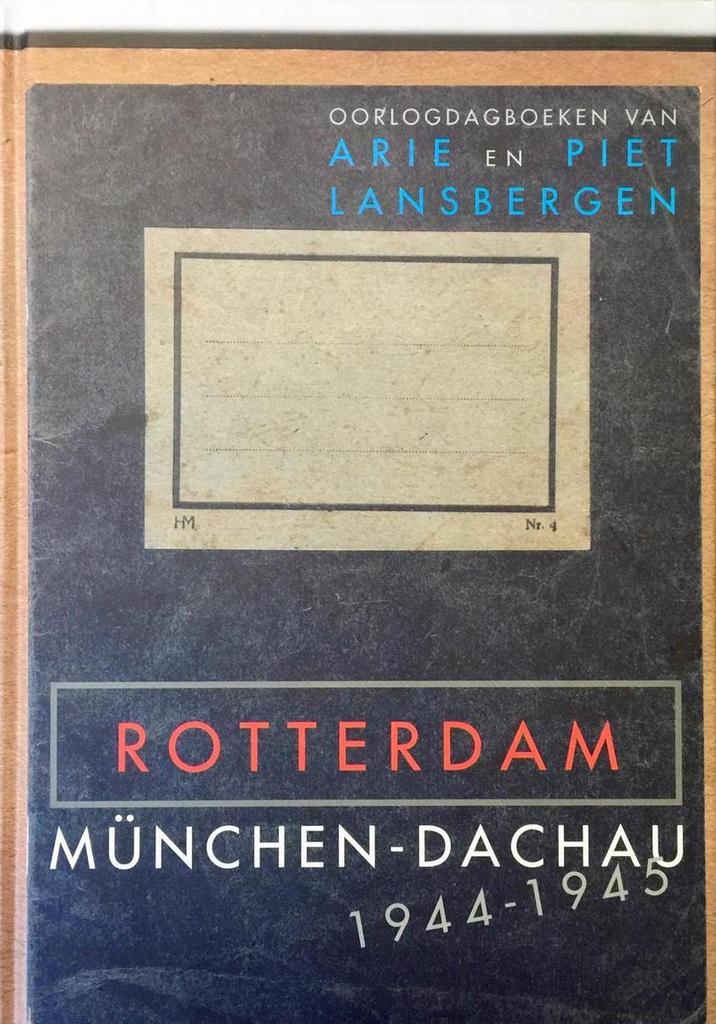 OORLOGDAGBOEKEN VAN
ARIE EN PIET
LANSBERGEN
HM.
Nr. 4
ROTTERDAM
MÜNCHEN-DACHAU
1944-1945